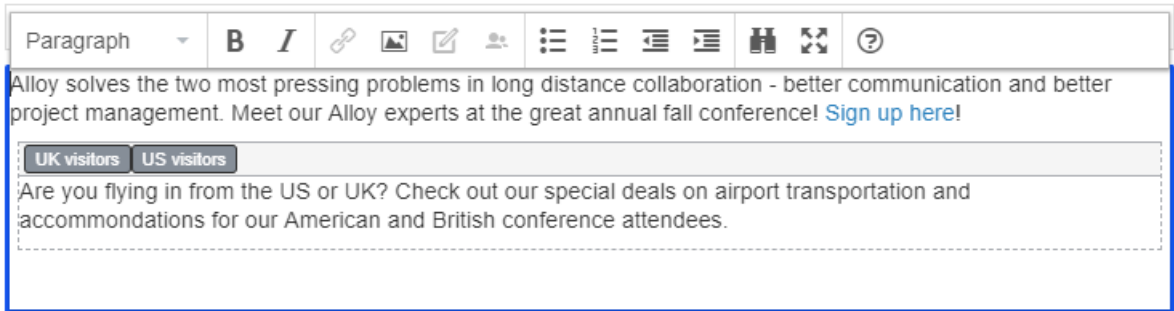 Paragraph
Alloy solves the two most pressing problems in long distance collaboration - better communication and better
project management. Meet our Alloy experts at the great annual fall conference! Sign up here!
UK visitors US visitors
Are you flying in from the US or UK? Check out our special deals on airport transportation and
accommondations for our American and British conference attendees.